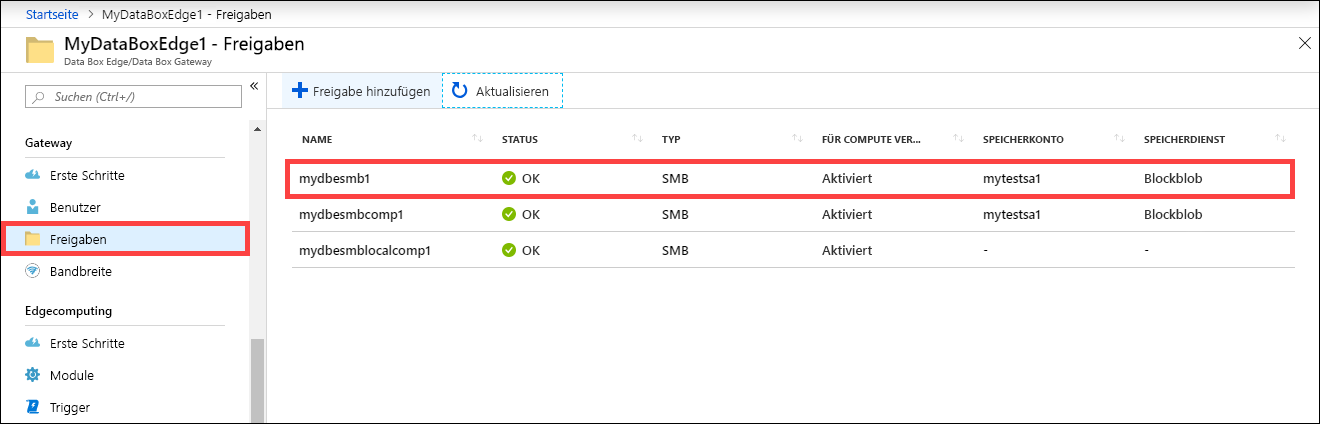 Startseite > MyDataBoxEdge1 - Freigaben
MyDataBoxEdge1 - Freigaben
Data Box Edge/Data Box Gateway
Suchen (Ctrl+/)
Gateway
Erste Schritte
Benutzer
Freigaben
Bandbreite
Edgecomputing
Erste Schritte
Module
Trigger
Freigabe hinzufügen Aktualisieren
NAME STATUS TYP FÜR COMPUTE VER... SPEICHERKONTO SPEICHERDIENST
mydbesmb1 OK SMB Aktiviert mytestsa1 Blockblob
mydbesmbcomp1 OK SMB Aktiviert mytestsa1 Blockblob
mydbesmblocalcomp1 OK SMB Aktiviert - -